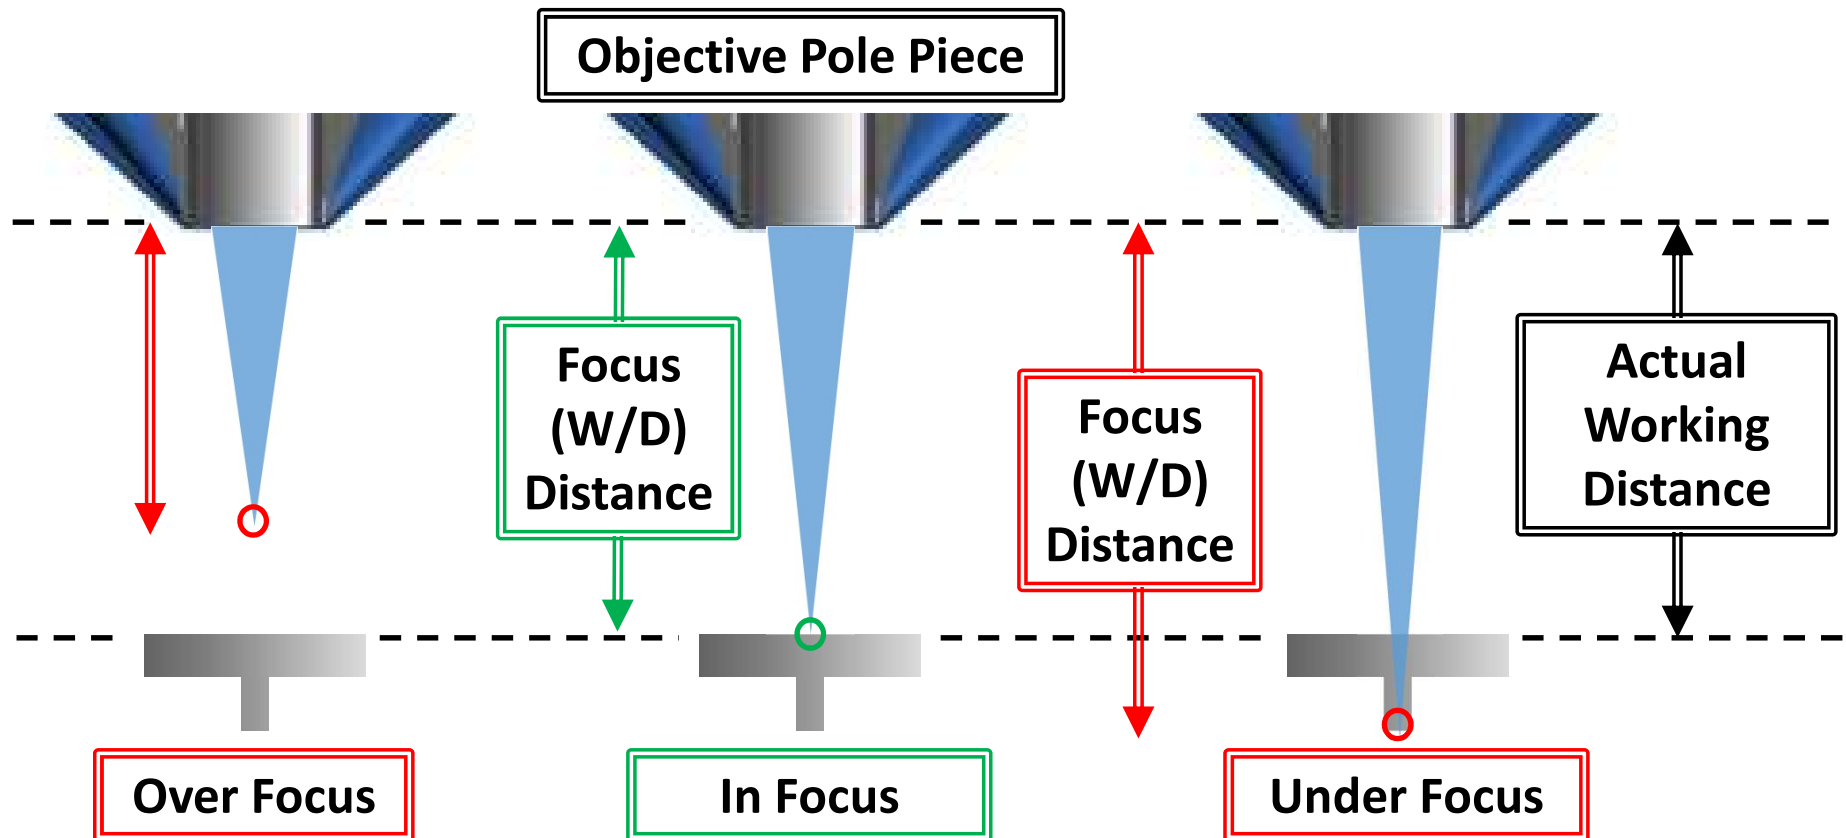 Objective Pole Piece
Focus
(W/D)
Distance
Focus
(W/D)
Distance
Actual
Working
Distance
Over Focus
In Focus
Under Focus